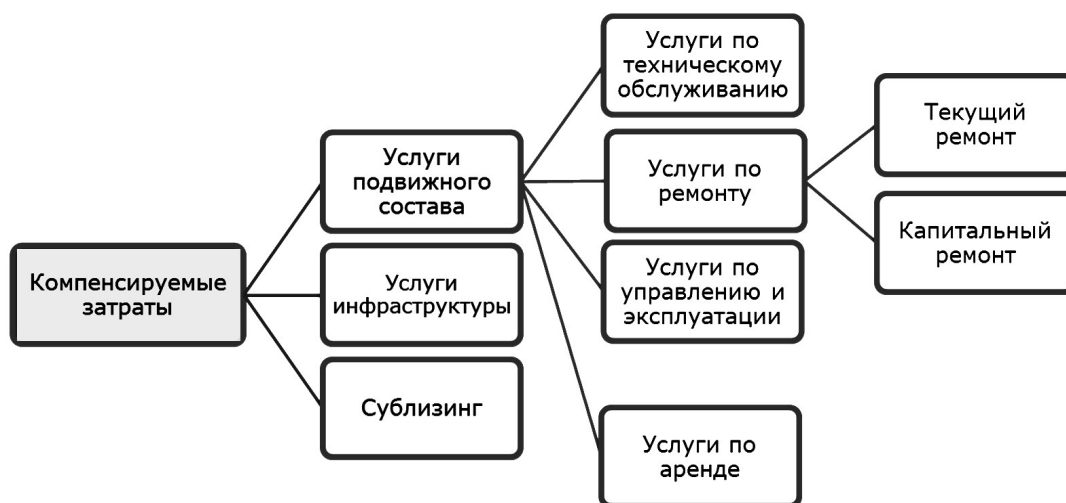 Компенсируемые
затраты
Услуги
подвижного
состава
Услуги
инфраструктуры
Сублизинг
Услуги по
техническому
обслуживанию
Услуги по
ремонту
Услуги по
управлению и
эксплуатации
Услуги по
аренде
Текущий
ремонт
Капитальный
ремонт